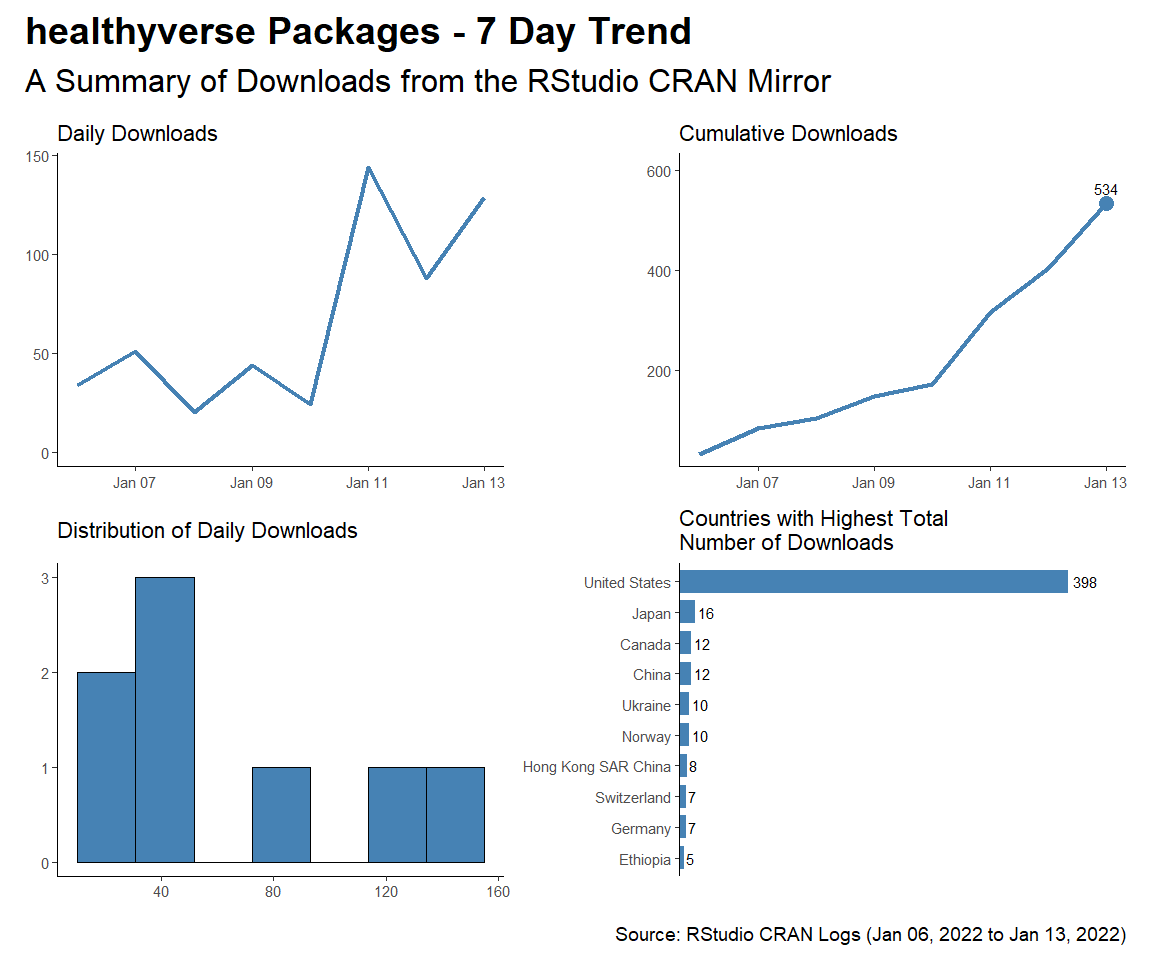 healthyverse Packages - 7 Day Trend
A Summary of Downloads from the RStudio CRAN Mirror
Daily Downloads
150
100
50
0
Jan 07 Jan 09 Jan 11 Jan 13
Cumulative Downloads
600
400
200
534
Jan 07 Jan 09 Jan 11 Jan 13
Distribution of Daily Downloads
3
2
1
0
40 80 120 160
Countries with Highest Total
Number of Downloads
United States 398
Japan 16
Canada 12
China 12
Ukraine 10
Norway 10
Hong Kong SAR China 8
Switzerland 7
Germany 7
Ethiopia 5
Source: RStudio CRAN Logs (Jan 06, 2022 to Jan 13, 2022)